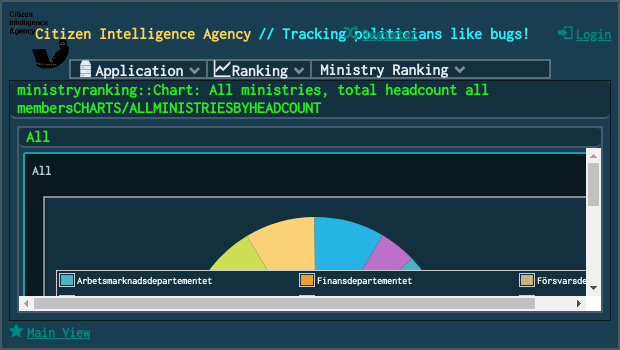 Citizen
Intelligence
Agency
Citizen Intelligence Agency // Tracking politicians like bugs!
Register
Login
Application
Ranking
Ministry Ranking
ministryranking::Chart: All ministries, total headcount all
membersCHARTS/ALLMINISTRIESBYHEADCOUNT
All
All
Arbetsmarknadsdepartementet
Finansdepartementet
Försvarsde
Main View